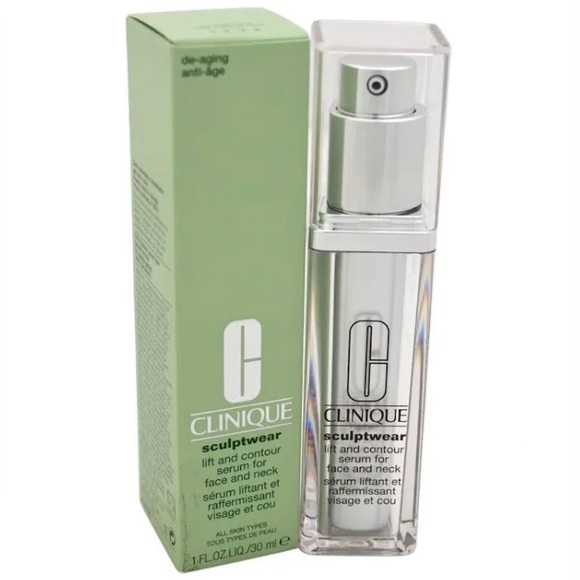 de-aging
anti-âge
CLINIQUE
sculptwear
lift and contour
serum for
face and neck
sérum liftant et
raffermissant
visage et cou
ALL SKIN TYPES
TOUS TYPES DE PEAU
1 FL.OZ.LIQ./30 ml e
CLINIQUE
sculptwear
lift and contour
serum for
face and neck
sérum liftant et
raffermissant
visage et cou